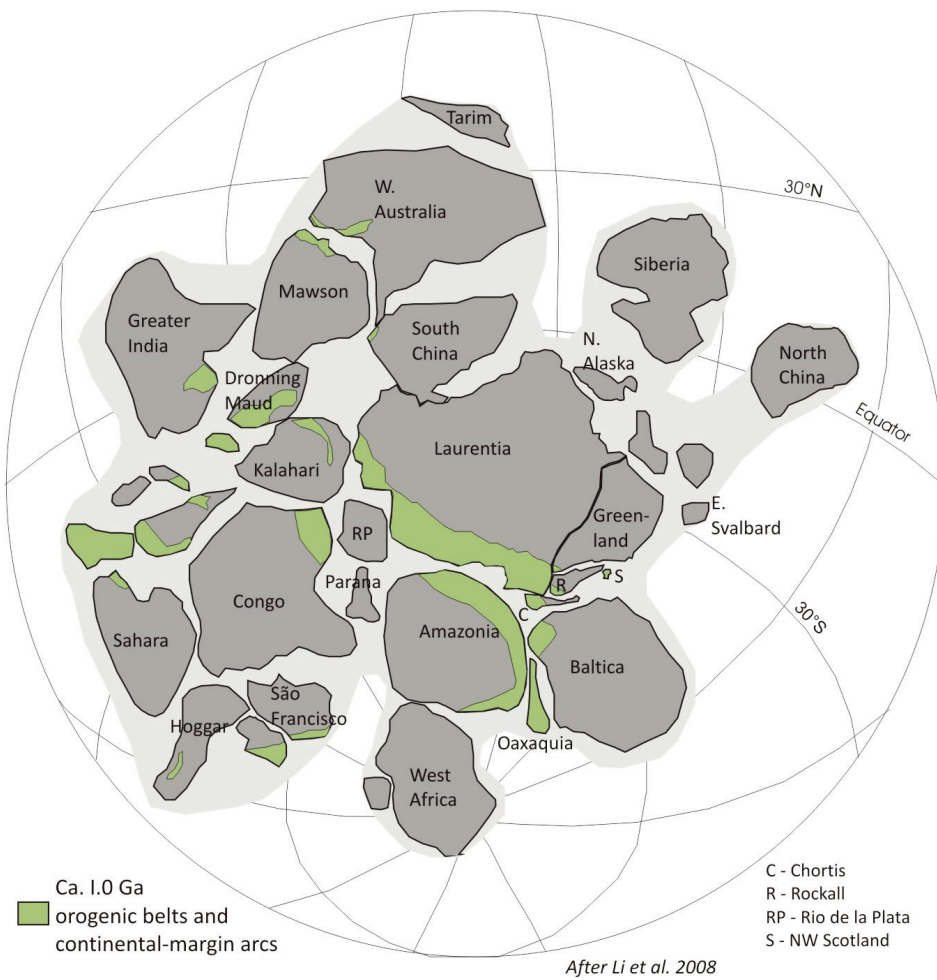 Tarim
W.
Australia
30°N
Siberia
Mawson
Greater
India
South
China
N.
Alaska
North
China
Dronning
Maud
Equator
Laurentia
Kalahari
Green-
land
E.
Svalbard
RP
Parana
R
S
C
30°S
Congo
Amazonia
Sahara
Baltica
São
Francisco
Hoggar
Oaxaquia
West
Africa
Ca. I.0 Ga
orogenic belts and
continental-margin arcs
C - Chortis
R - Rockall
RP - Rio de la Plata
S - NW Scotland
After Li et al. 2008